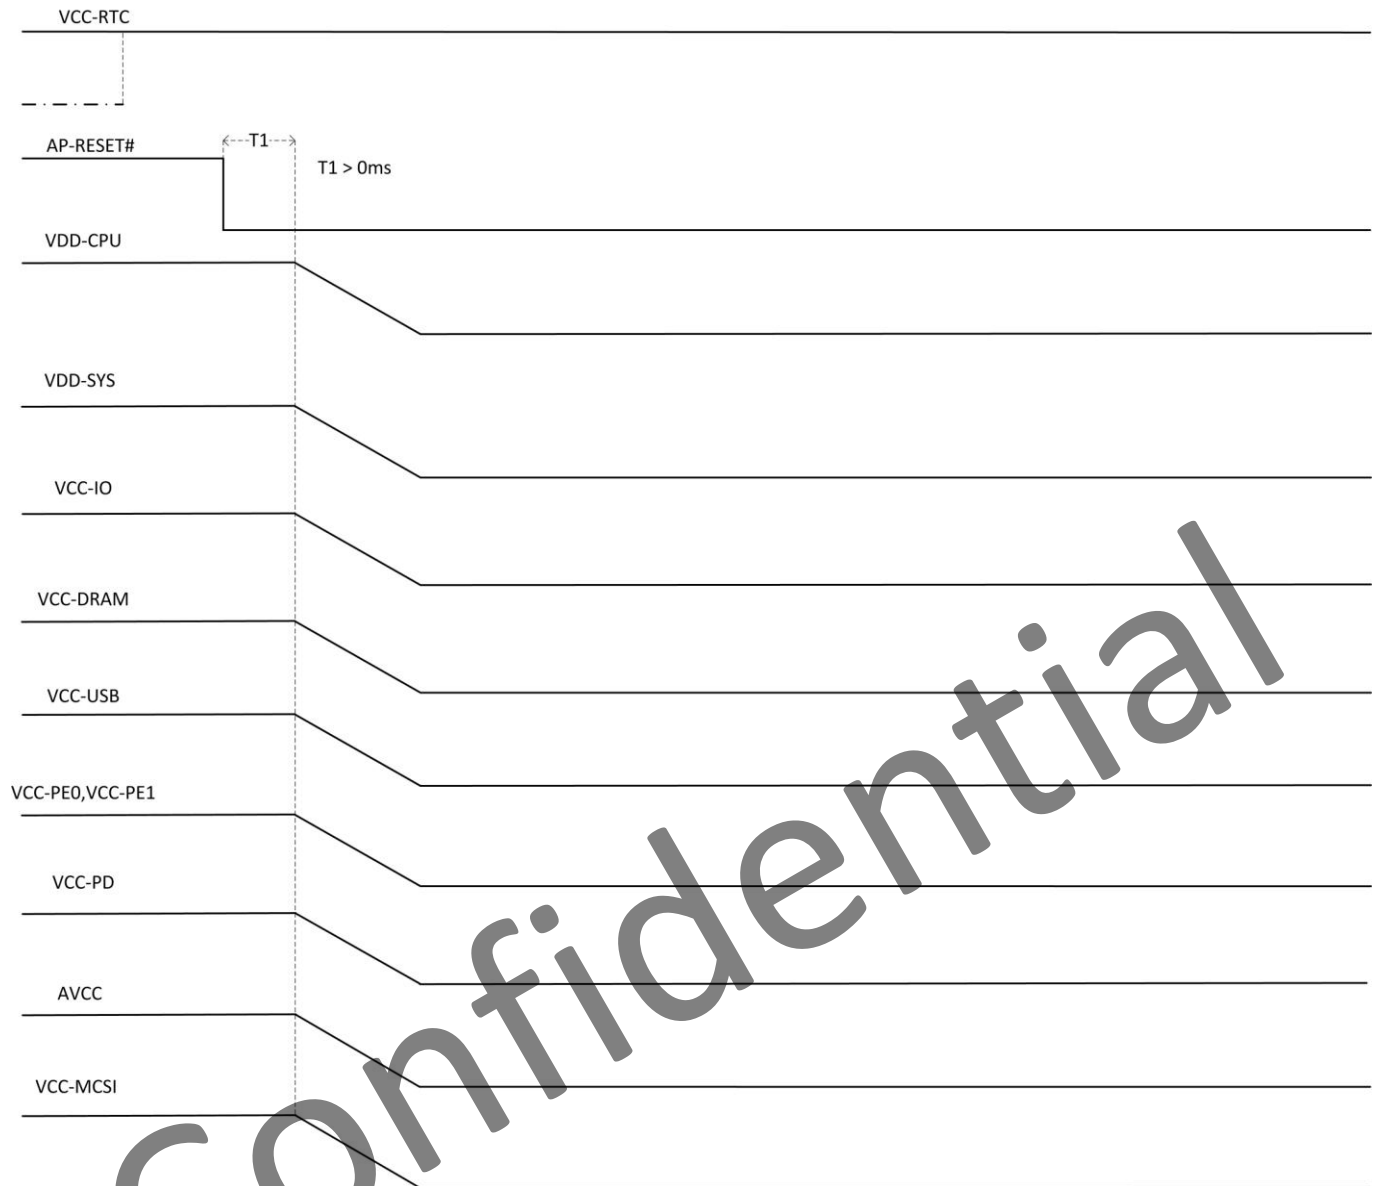 VCC-RTC
AP-RESET#
T1
T1 > 0ms
VDD-CPU
VDD-SYS
VCC-IO
VCC-DRAM
VCC-USB
VCC-PE0,VCC-PE1
VCC-PD
AVCC
VCC-MCSI
Confidential